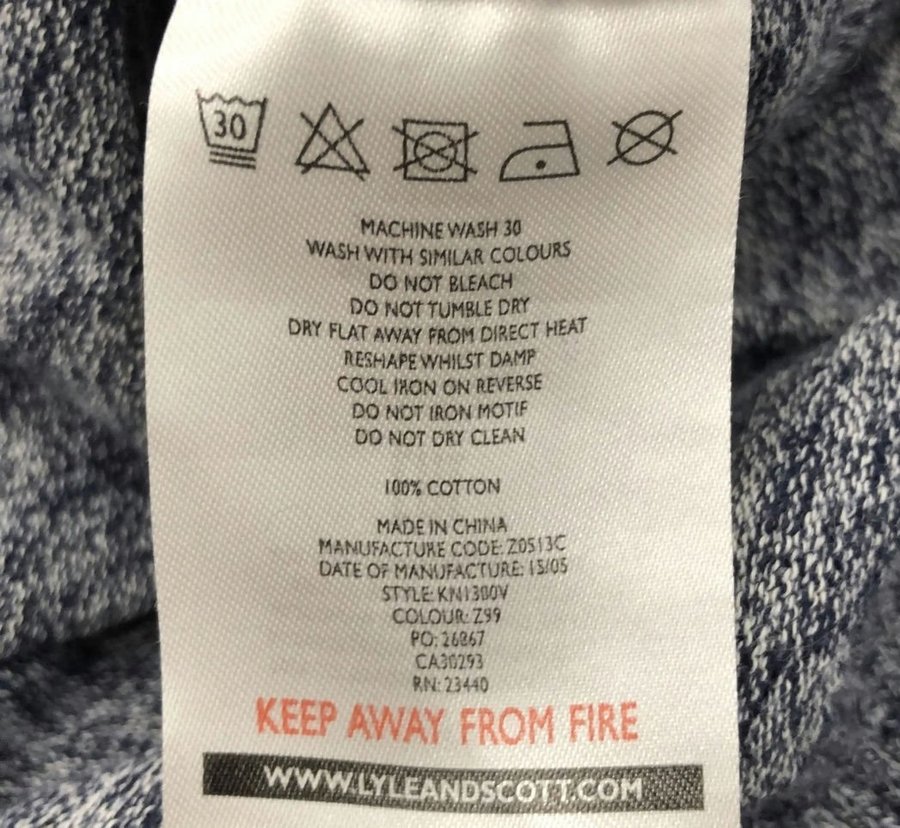 30
MACHINE WASH 30
WASH WITH SIMILAR COLOURS
DO NOT BLEACH
DO NOT TUMBLE DRY
DRY FLAT AWAY FROM DIRECT HEAT
RESHAPE WHILST DAMP
COOL IRON ON REVERSE
DO NOT IRON MOTIF
DO NOT DRY CLEAN
100% COTTON
MADE IN CHINA
MANUFACTURE CODE: Z0513C
DATE OF MANUFACTURE: 15/05
STYLE: KN1300V
COLOUR: Z99
PO: 26867
CA30293
RN: 23440
KEEP AWAY FROM FIRE
WWW.LYLEANDSCOTT.COM